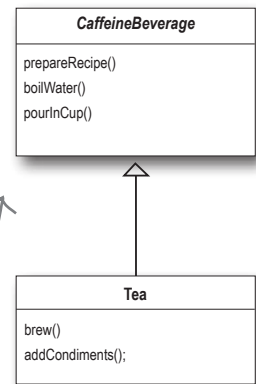 CaffeineBeverage
prepareRecipe()
boilWater()
pourInCup()
Tea
brew()
addCondiments();